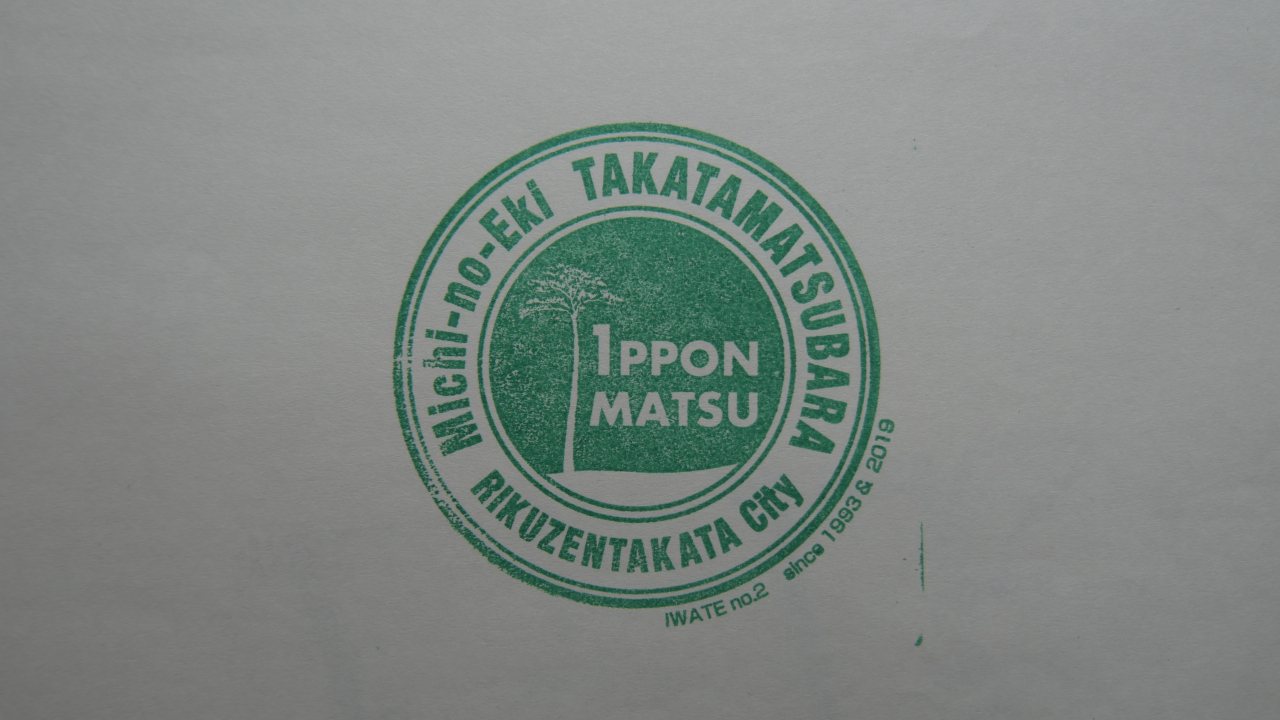 Michi-no-Eki TAKATAMATSUBARA
1PPON
MATSU
RIKUZENTAKATA City
IWATE no.2 since 1993 & 2019